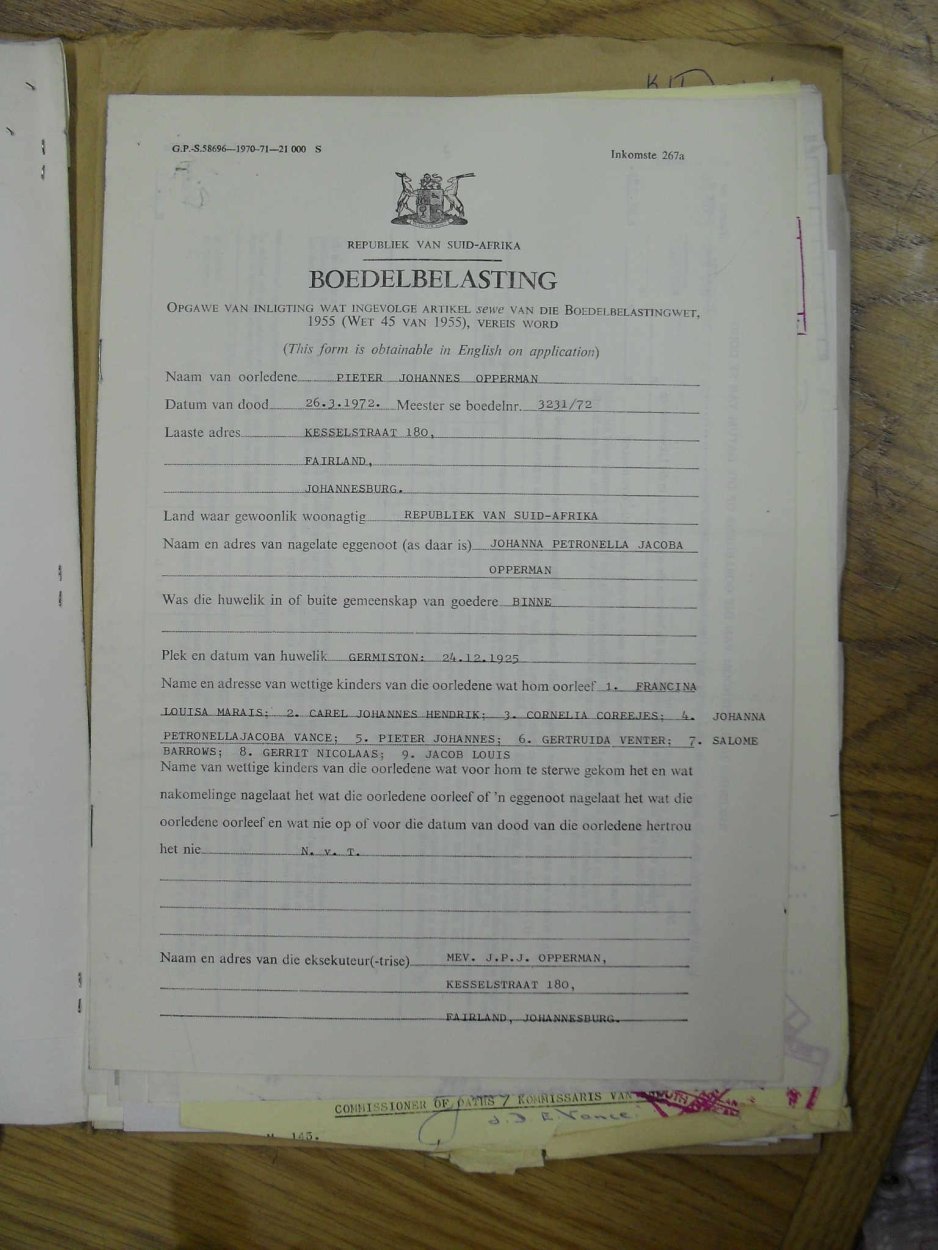 G.P.-S.58696—1970-71—21 000 S
Inkomste 267a
REPUBLIEK VAN SUID-AFRIKA
BOEDELBELASTING
OPGAWE VAN INLIGTING WAT INGEVOLGE ARTIKEL sewe VAN DIE BOEDELBELASTINGWET,
1955 (WET 45 VAN 1955), VEREIS WORD
(This form is obtainable in English on application)
Naam van oorledene PIETER JOHANNES OPPERMAN
Datum van dood 26.3.1972. Meester se boedelnr. 3231/72
Laaste adres KESSELSTRAAT 180,
FAIRLAND,
JOHANNESBURG.
Land waar gewoonlik woonagtig REPUBLIEK VAN SUID-AFRIKA
Naam en adres van nagelate eggenoot (as daar is) JOHANNA PETRONELLA JACOBA
OPPERMAN
Was die huwelik in of buite gemeenskap van goedere BINNE
Plek en datum van huwelik GERMISTON: 24.12.1925
Name en adresse van wettige kinders van die oorledene wat hom oorleef 1. FRANCINA
LOUISA MARAIS; 2. CAREL JOHANNES HENDRIK; 3. CORNELIA COREEJES; 4. JOHANNA
PETRONELLAJACOBA VANCE; 5. PIETER JOHANNES; 6. GERTRUIDA VENTER; 7. SALOME
BARROWS; 8. GERRIT NICOLAAS; 9. JACOB LOUIS
Name van wettige kinders van die oorledene wat voor hom te sterwe gekom het en wat
nakomelinge nagelaat het wat die oorledene oorleef of 'n eggenoot nagelaat het wat die
oorledene oorleef en wat nie op of voor die datum van dood van die oorledene hertrou
het nie N. v. T.
Naam en adres van die eksekuteur(-trise) MEV. J.P.J. OPPERMAN,
KESSELSTRAAT 180,
FAIRLAND, JOHANNESBURG.
COMMISSIONER OF OATHS / KOMMISSARIS VAN
Vance
M. 145.